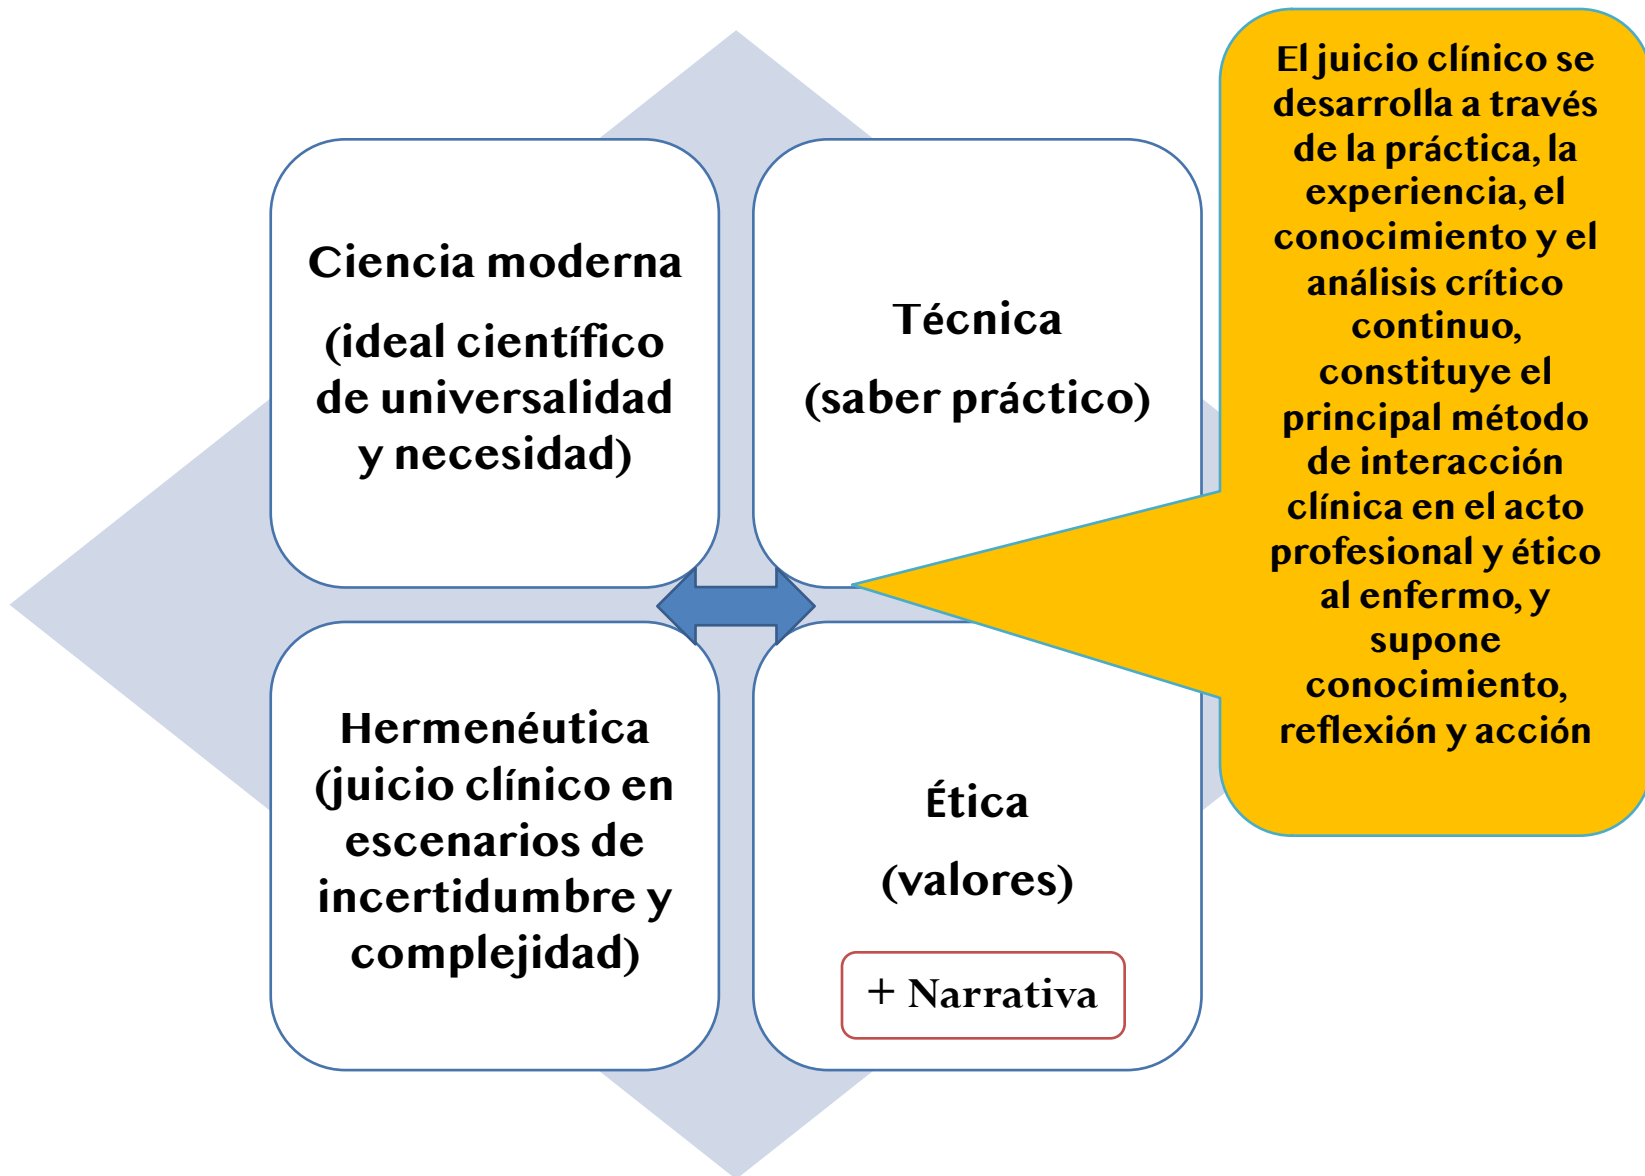 Ciencia moderna
(ideal científico
de universalidad
y necesidad)
Técnica
(saber práctico)
Hermenéutica
(juicio clínico en
escenarios de
incertidumbre y
complejidad)
Ética
(valores)
+ Narrativa
El juicio clínico se
desarrolla a través
de la práctica, la
experiencia, el
conocimiento y el
análisis crítico
continuo,
constituye el
principal método
de interacción
clínica en el acto
profesional y ético
al enfermo, y
supone
conocimiento,
reflexión y acción